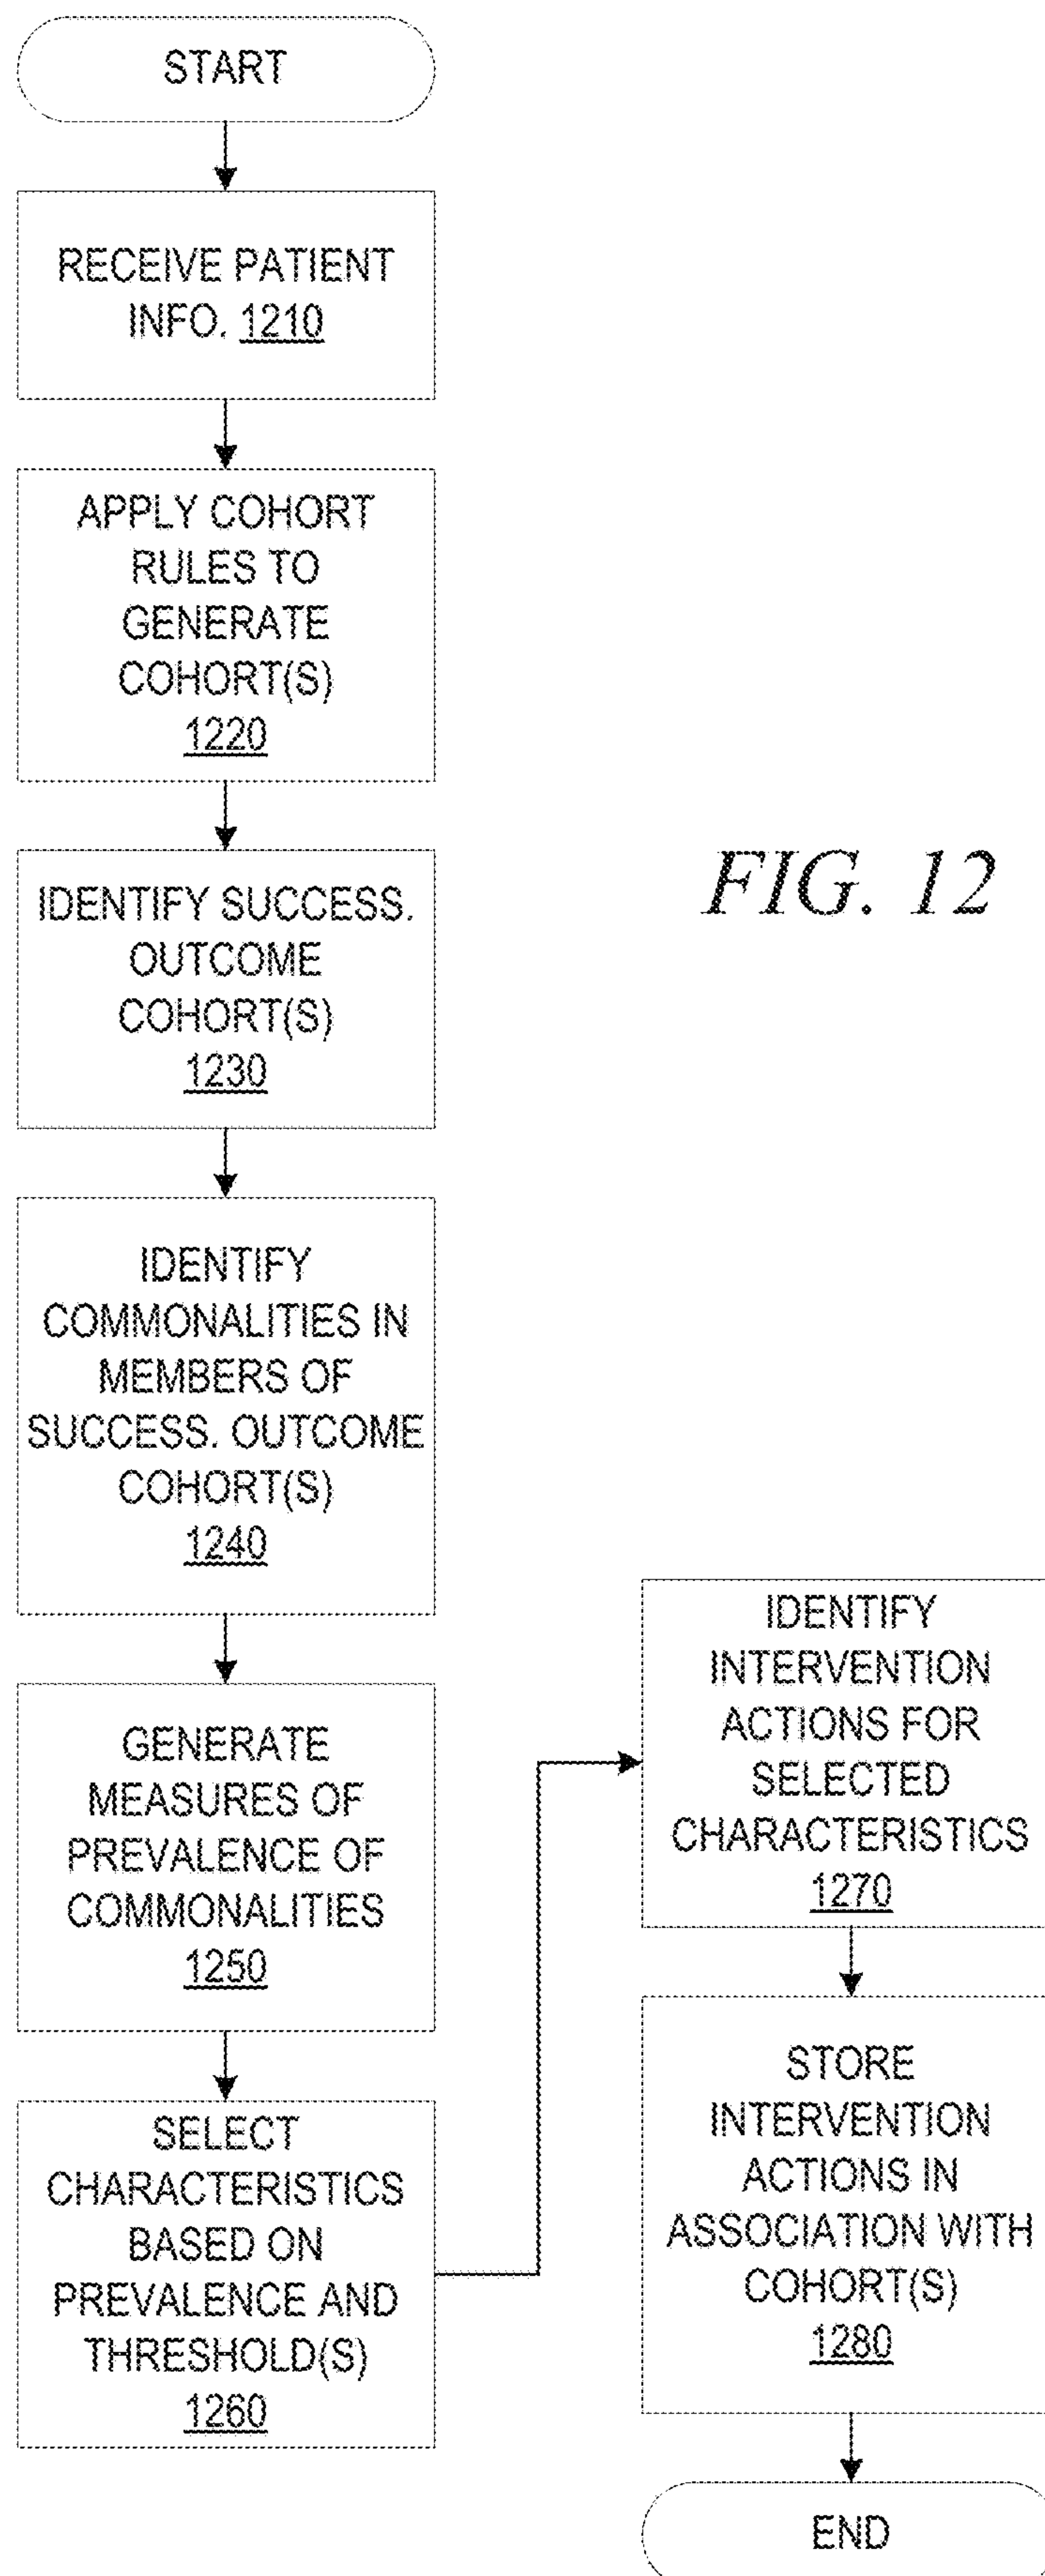 START
RECEIVE PATIENT
INFO. 1210
APPLY COHORT
RULES TO
GENERATE
COHORT(S)
1220
IDENTIFY SUCCESS.
OUTCOME
COHORT(S)
1230
IDENTIFY
COMMONALITIES IN
MEMBERS OF
SUCCESS. OUTCOME
COHORT(S)
1240
GENERATE
MEASURES OF
PREVALENCE OF
COMMONALITIES
1250
SELECT
CHARACTERISTICS
BASED ON
PREVALENCE AND
THRESHOLD(S)
1260
IDENTIFY
INTERVENTION
ACTIONS FOR
SELECTED
CHARACTERISTICS
1270
STORE
INTERVENTION
ACTIONS IN
ASSOCIATION WITH
COHORT(S)
1280
END
FIG. 12